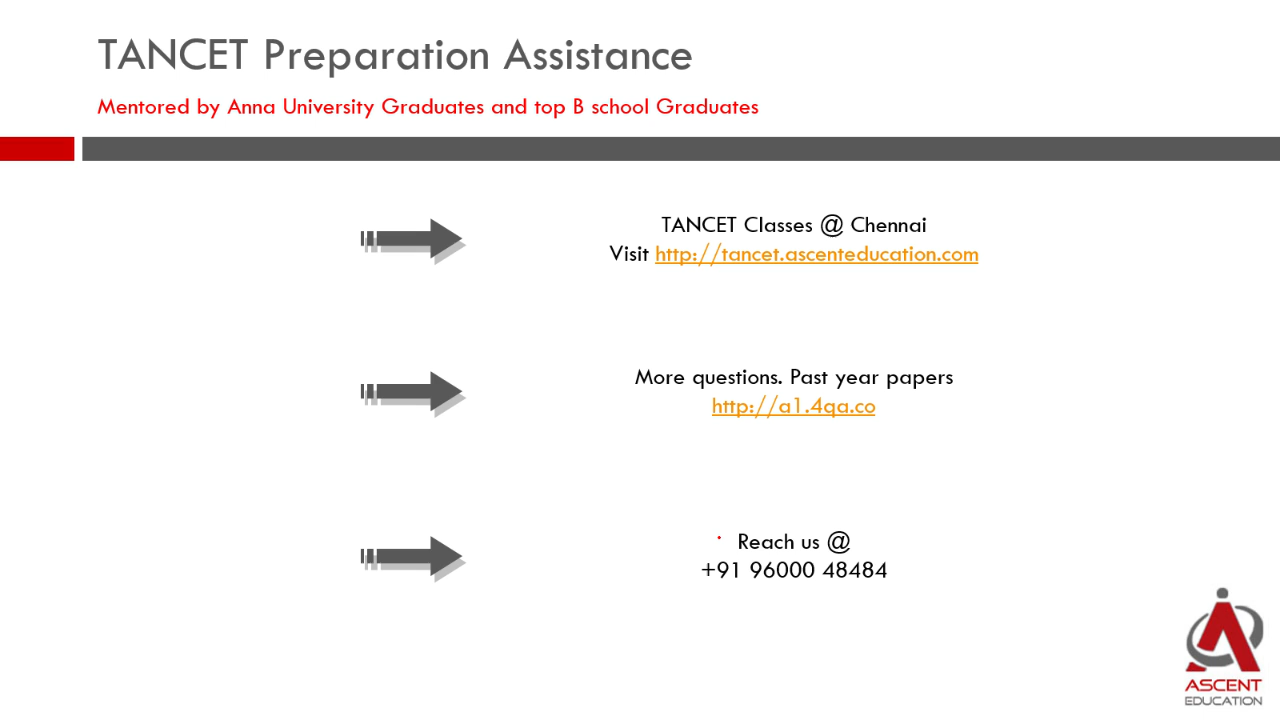 TANCET Preparation Assistance
Mentored by Anna University Graduates and top B school Graduates
TANCET Classes @ Chennai
Visit http://tancet.ascenteducation.com
More questions. Past year papers
http://a1.4qa.co
• Reach us @
+91 96000 48484
ASCENT
EDUCATION